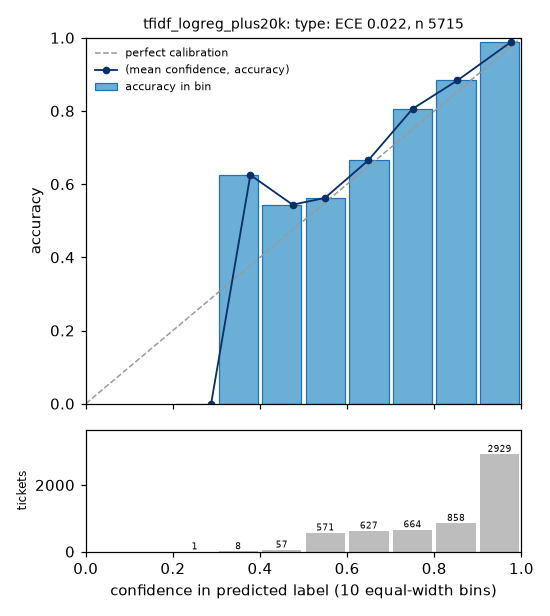 tfidf_logreg_plus20k: type: ECE 0.022, n 5715
perfect calibration
(mean confidence, accuracy)
accuracy in bin
accuracy
1.0
0.8
0.6
0.4
0.2
0.0
tickets
2000
0
1 8 57 571 627 664 858 2929
0.0 0.2 0.4 0.6 0.8 1.0
confidence in predicted label (10 equal-width bins)